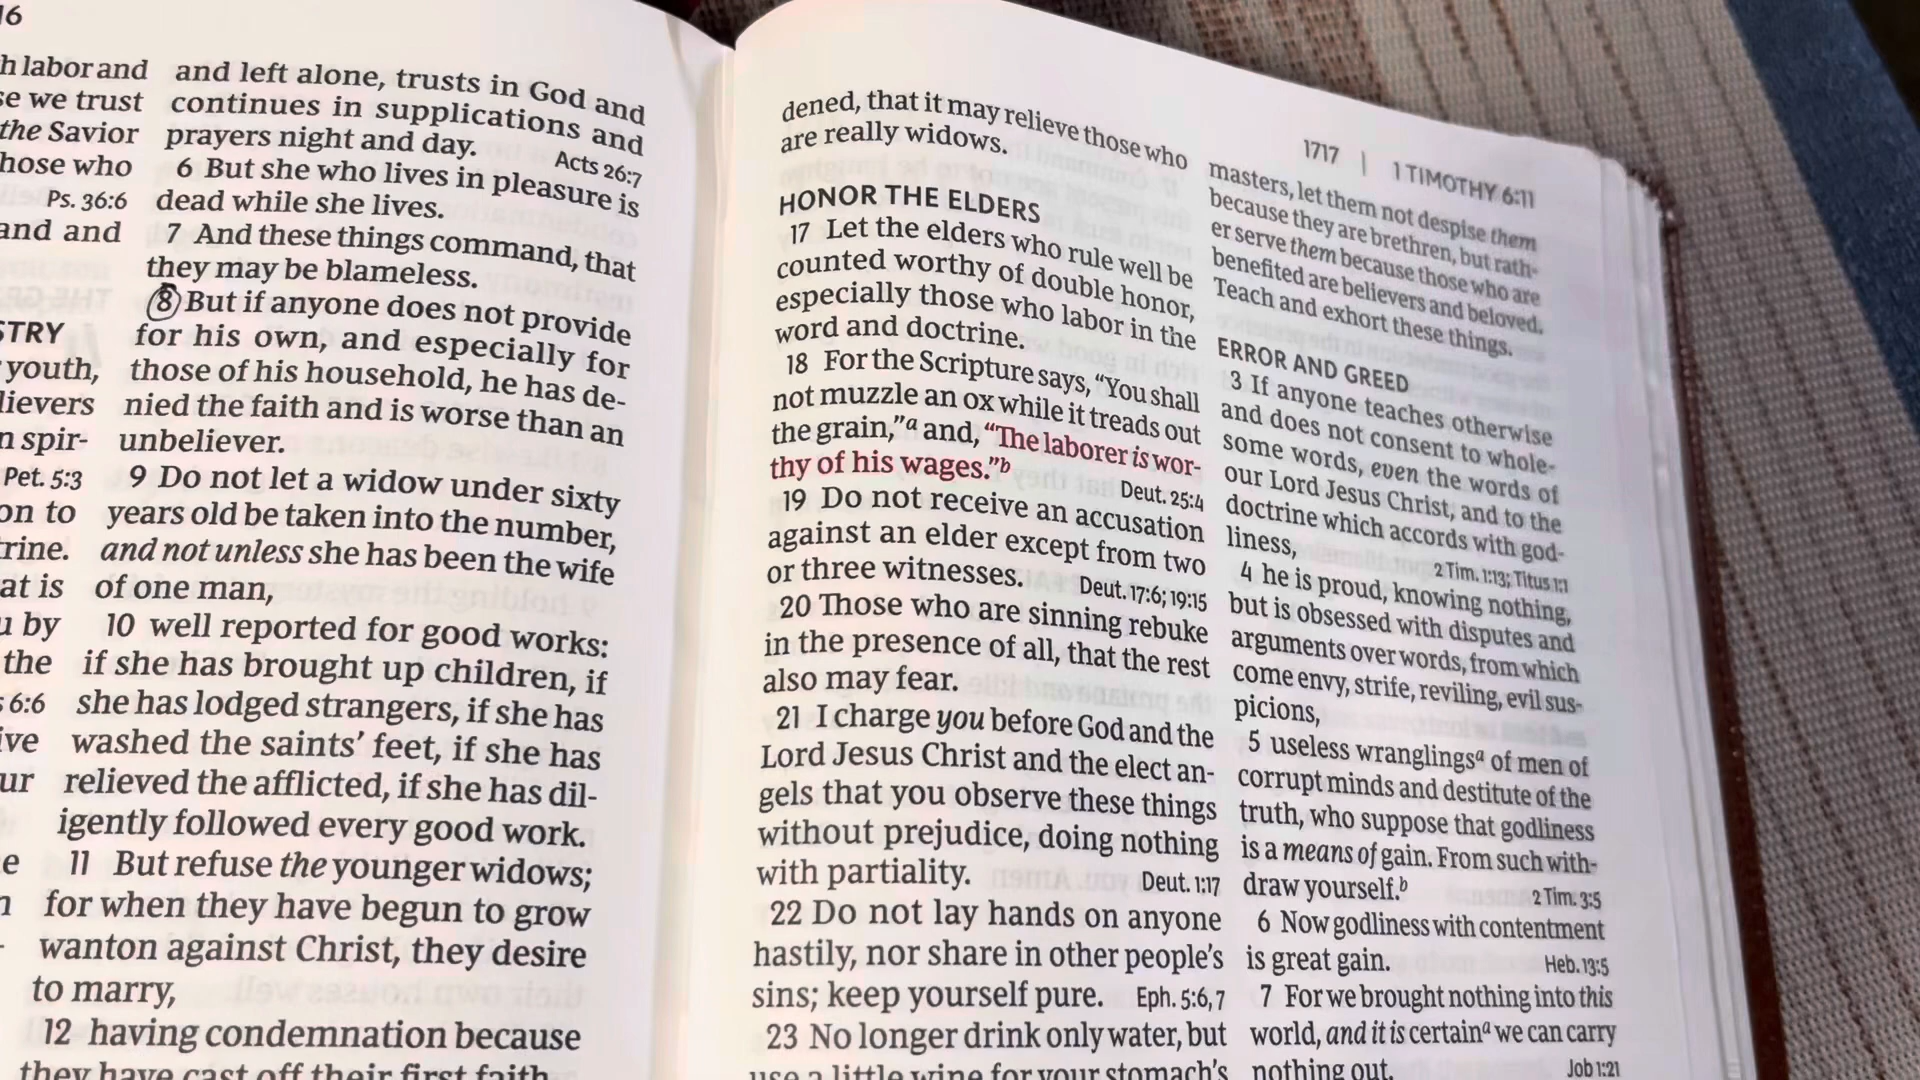 16
h labor and
se we trust
the Savior
hose who
Ps. 36:6
and and
STRY
youth,
lievers
n spir-
Pet. 5:3
on to
trine.
at is
u by
the
6:6
ive
ur
e
n
-
and left alone, trusts in God and
continues in supplications and
prayers night and day.
Acts 26:7
6 But she who lives in pleasure is
dead while she lives.
7 And these things command, that
they may be blameless.
8 But if anyone does not provide
for his own, and especially for
those of his household, he has de-
nied the faith and is worse than an
unbeliever.
9 Do not let a widow under sixty
years old be taken into the number,
and not unless she has been the wife
of one man,
10 well reported for good works:
if she has brought up children, if
she has lodged strangers, if she has
washed the saints' feet, if she has
relieved the afflicted, if she has dil-
igently followed every good work.
11 But refuse the younger widows;
for when they have begun to grow
wanton against Christ, they desire
to marry,
12 having condemnation because
they have cast off their first faith
dened, that it may relieve those who
are really widows.
HONOR THE ELDERS
17 Let the elders who rule well be
counted worthy of double honor,
especially those who labor in the
word and doctrine.
18 For the Scripture says, "You shall
not muzzle an ox while it treads out
the grain,"a and, "The laborer is wor-
thy of his wages."b
Deut. 25:4
19 Do not receive an accusation
against an elder except from two
or three witnesses.
Deut. 17:6; 19:15
20 Those who are sinning rebuke
in the presence of all, that the rest
also may fear.
21 I charge you before God and the
Lord Jesus Christ and the elect an-
gels that you observe these things
without prejudice, doing nothing
with partiality.
Deut. 1:17
22 Do not lay hands on anyone
hastily, nor share in other people's
sins; keep yourself pure. Eph. 5:6, 7
23 No longer drink only water, but
use a little wine for your stomach's
1717 | 1 TIMOTHY 6:11
masters, let them not despise them
because they are brethren, but rath-
er serve them because those who are
benefited are believers and beloved.
Teach and exhort these things.
ERROR AND GREED
3 If anyone teaches otherwise
and does not consent to whole-
some words, even the words of
our Lord Jesus Christ, and to the
doctrine which accords with god-
liness,
2 Tim. 1:13; Titus 1:1
4 he is proud, knowing nothing,
but is obsessed with disputes and
arguments over words, from which
come envy, strife, reviling, evil sus-
picions,
5 useless wranglingsa of men of
corrupt minds and destitute of the
truth, who suppose that godliness
is a means of gain. From such with-
draw yourself.b
2 Tim. 3:5
6 Now godliness with contentment
is great gain.
Heb. 13:5
7 For we brought nothing into this
world, and it is certaina we can carry
nothing out.
Job 1:21